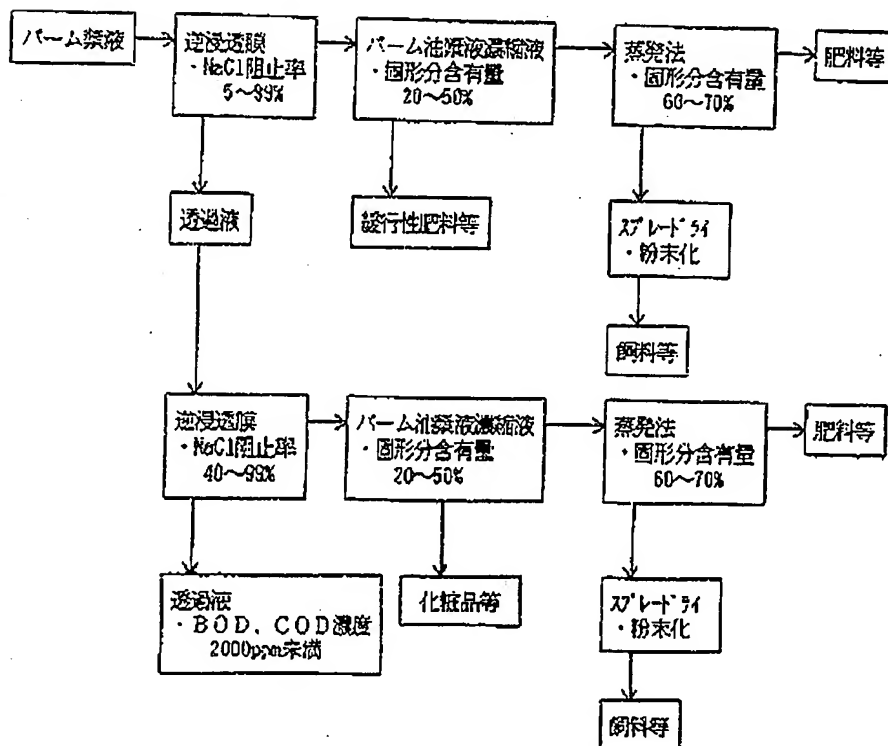 パーム漿液
逆浸透膜
・NaCl阻止率
5～99%
パーム油漿液濃縮液
・固形分含有量
20～50%
蒸発法
・固形分含有量
60～70%
肥料等
透過液
緩行性肥料等
スプレードライ
・粉末化
飼料等
逆浸透膜
・NaCl阻止率
40～99%
パーム油漿液濃縮液
・固形分含有量
20～50%
蒸発法
・固形分含有量
60～70%
肥料等
透過液
・BOD、COD濃度
2000ppm未満
化粧品等
スプレードライ
・粉末化
飼料等